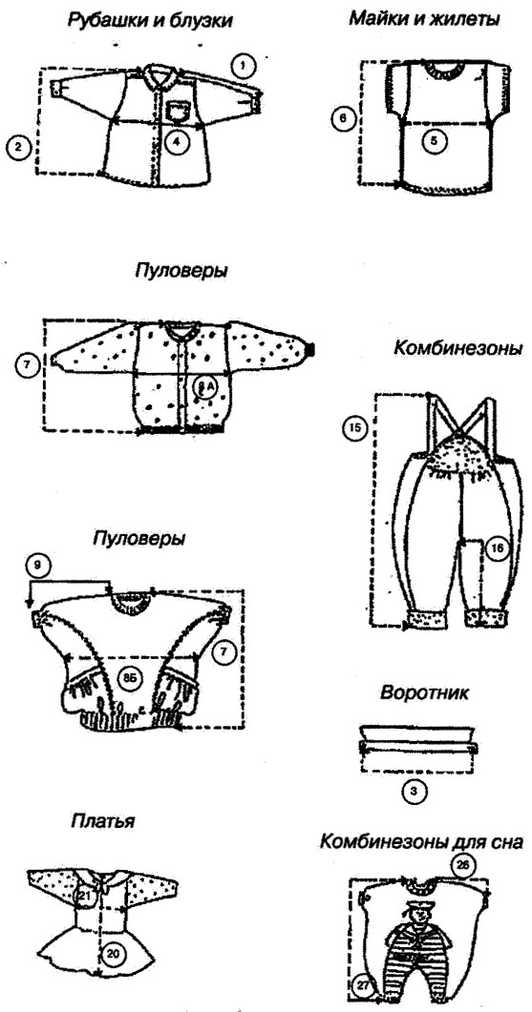 Рубашки и блузки
1
2
4
Майки и жилеты
6
5
Пуловеры
7
8А
Комбинезоны
15
16
Пуловеры
9
7
8Б
Воротник
3
Платья
21
20
Комбинезоны для сна
26
27